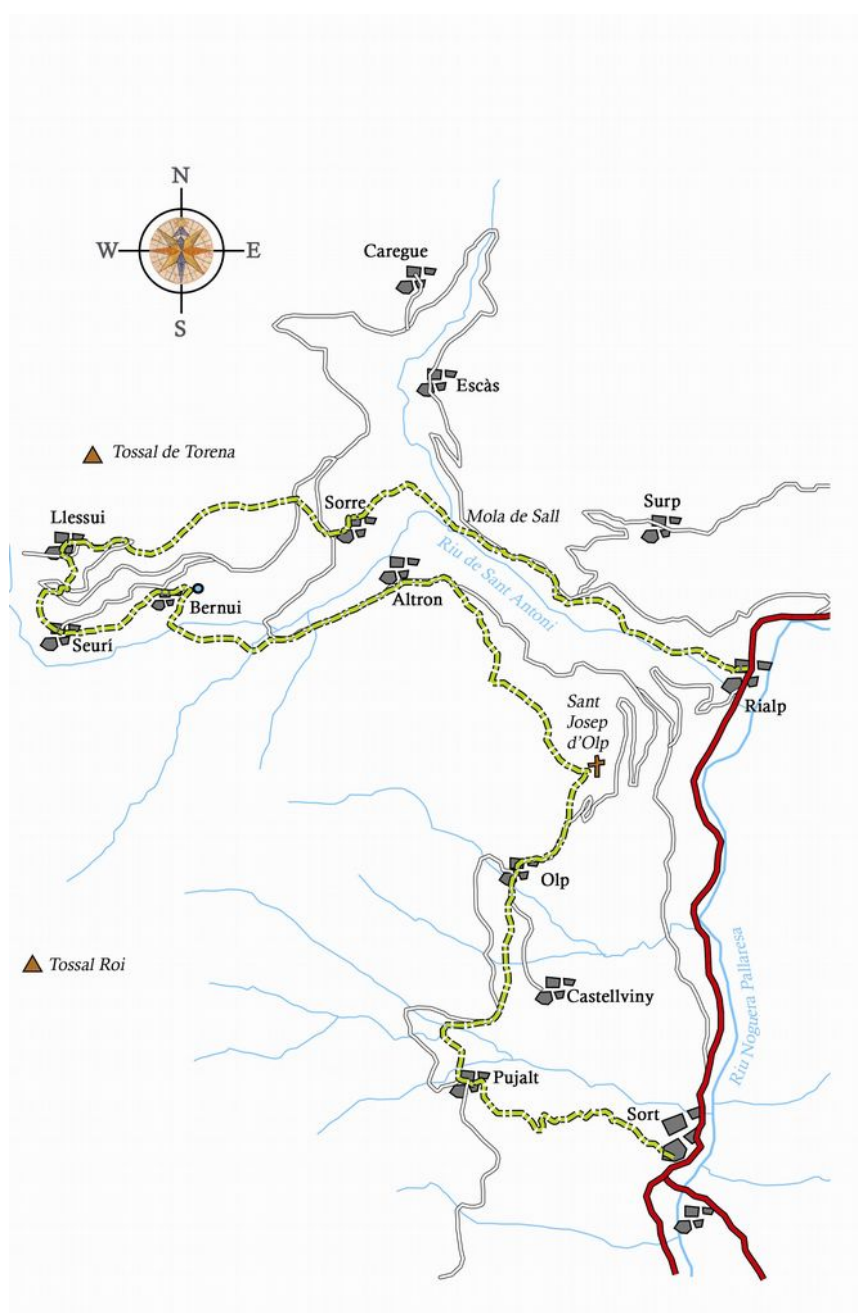 N
W
E
S
Caregue
Escàs
Tossal de Torena
Llessui
Sorre
Mola de Sall
Surp
Riu de Sant Antoni
Altron
Bernui
Seurí
Rialp
Sant
Josep
d'Olp
Olp
Tossal Roi
Castellviny
Riu Noguera Pallaresa
Pujalt
Sort